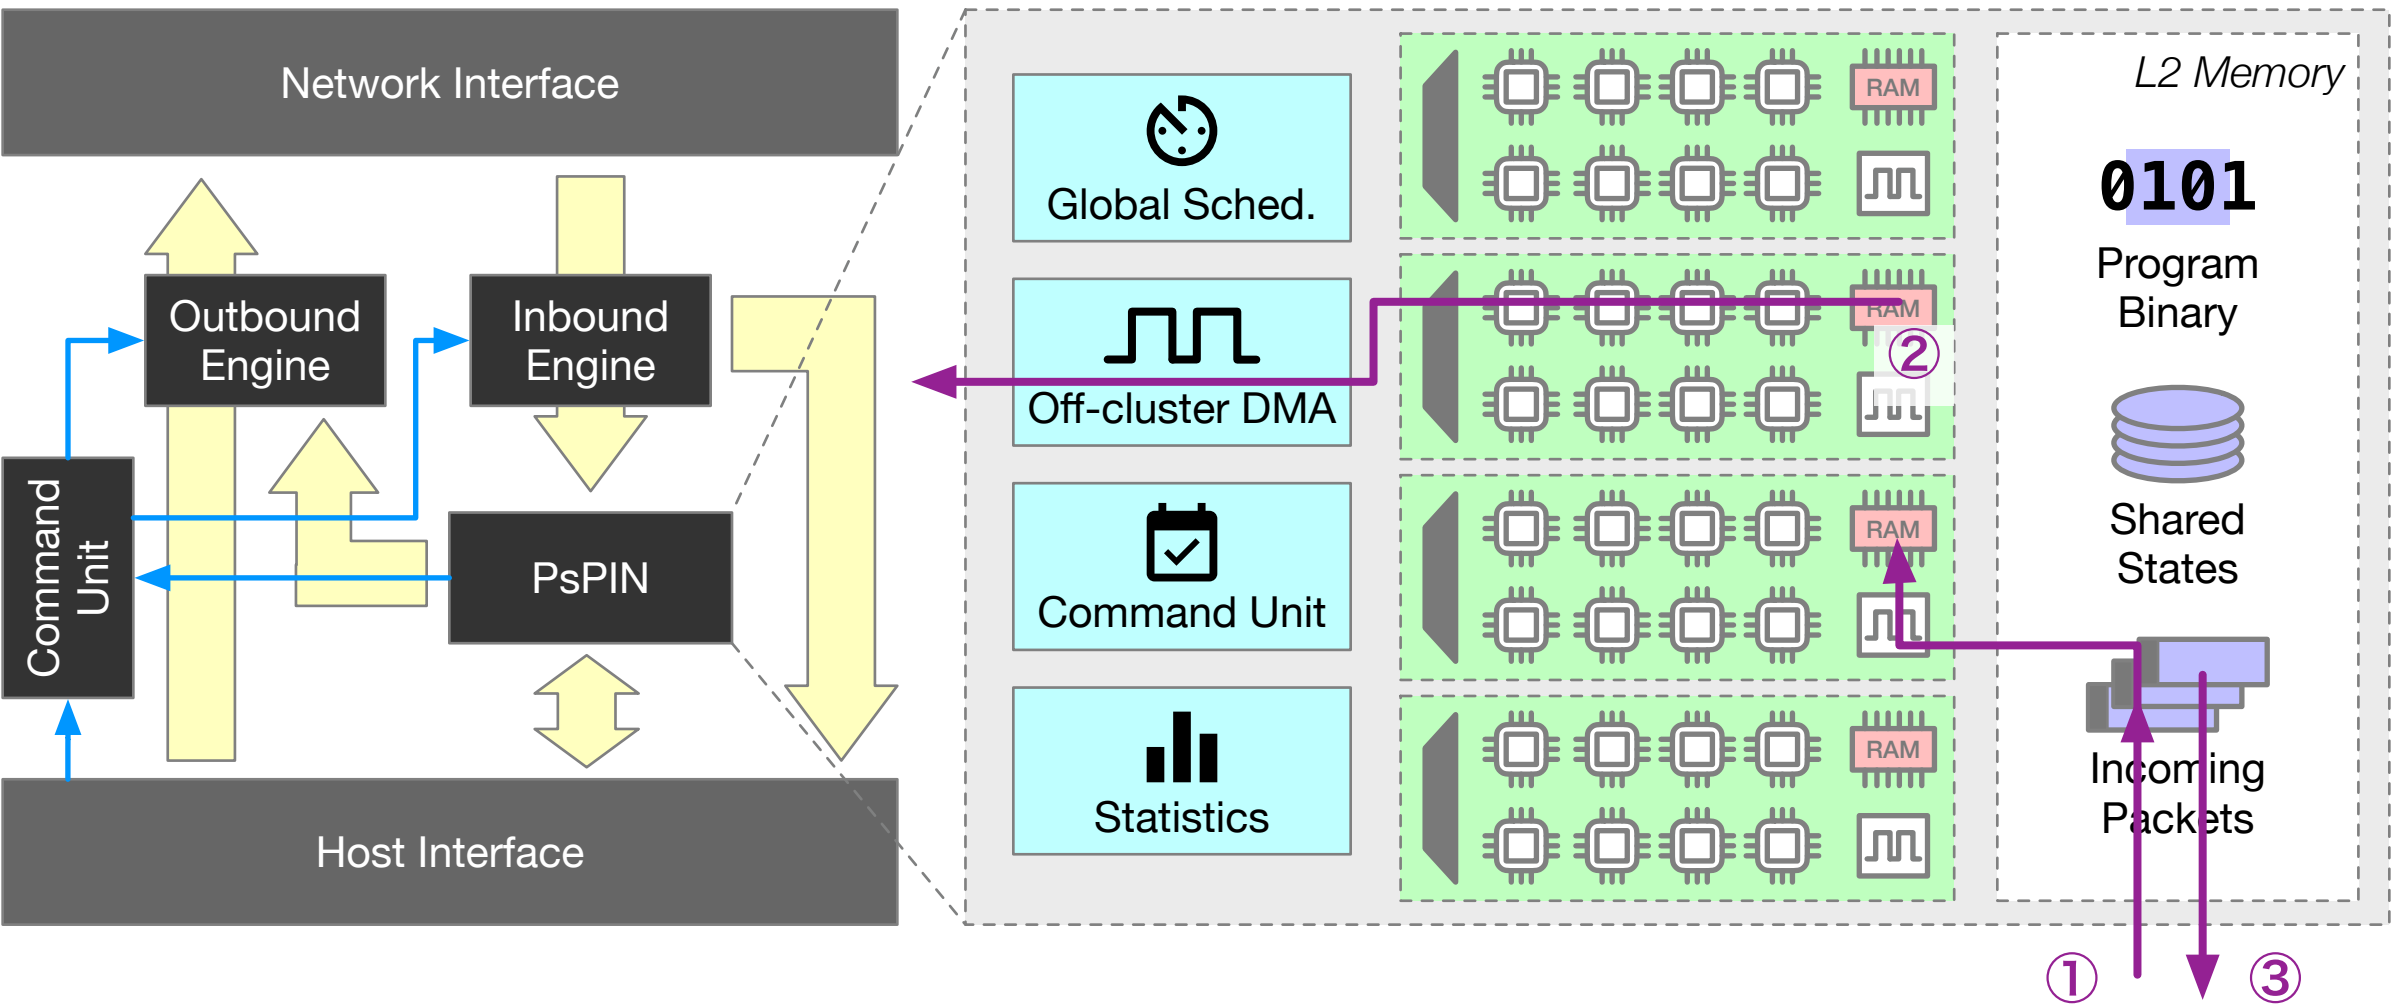 Network Interface
Outbound
Engine
Inbound
Engine
Command
Unit
PsPIN
Host Interface
Global Sched.
Off-cluster DMA
Command Unit
Statistics
RAM
RAM
②
RAM
RAM
L2 Memory
0101
Program
Binary
Shared
States
Incoming
Packets
①
③